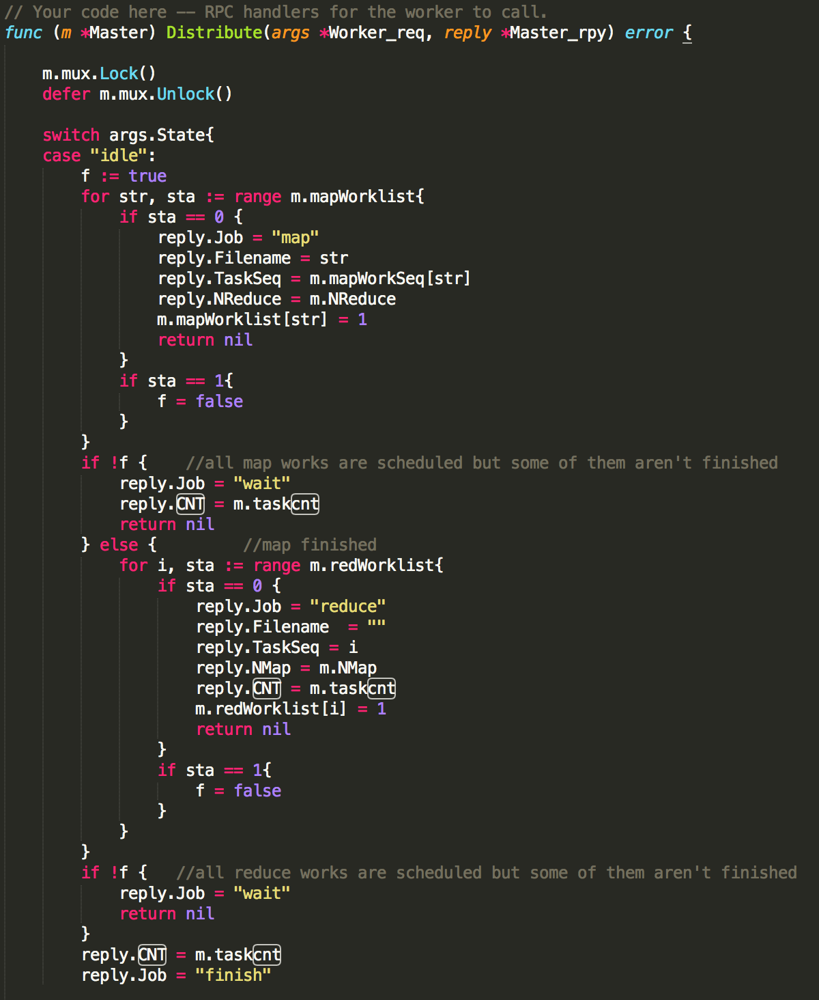 // Your code here -- RPC handlers for the worker to call.
func (m *Master) Distribute(args *Worker_req, reply *Master_rpy) error {

    m.mux.Lock()
    defer m.mux.Unlock()

    switch args.State{
    case "idle":
        f := true
        for str, sta := range m.mapWorklist{
            if sta == 0 {
                reply.Job = "map"
                reply.Filename = str
                reply.TaskSeq = m.mapWorkSeq[str]
                reply.NReduce = m.NReduce
                m.mapWorklist[str] = 1
                return nil
            }
            if sta == 1{
                f = false
            }
        }
        if !f {    //all map works are scheduled but some of them aren't finished
            reply.Job = "wait"
            reply.CNT = m.taskcnt
            return nil
        } else {         //map finished
            for i, sta := range m.redWorklist{
                if sta == 0 {
                    reply.Job = "reduce"
                    reply.Filename  = ""
                    reply.TaskSeq = i
                    reply.NMap = m.NMap
                    reply.CNT = m.taskcnt
                    m.redWorklist[i] = 1
                    return nil
                }
                if sta == 1{
                    f = false
                }
            }
        }
        if !f {   //all reduce works are scheduled but some of them aren't finished
            reply.Job = "wait"
            return nil
        }
        reply.CNT = m.taskcnt
        reply.Job = "finish"